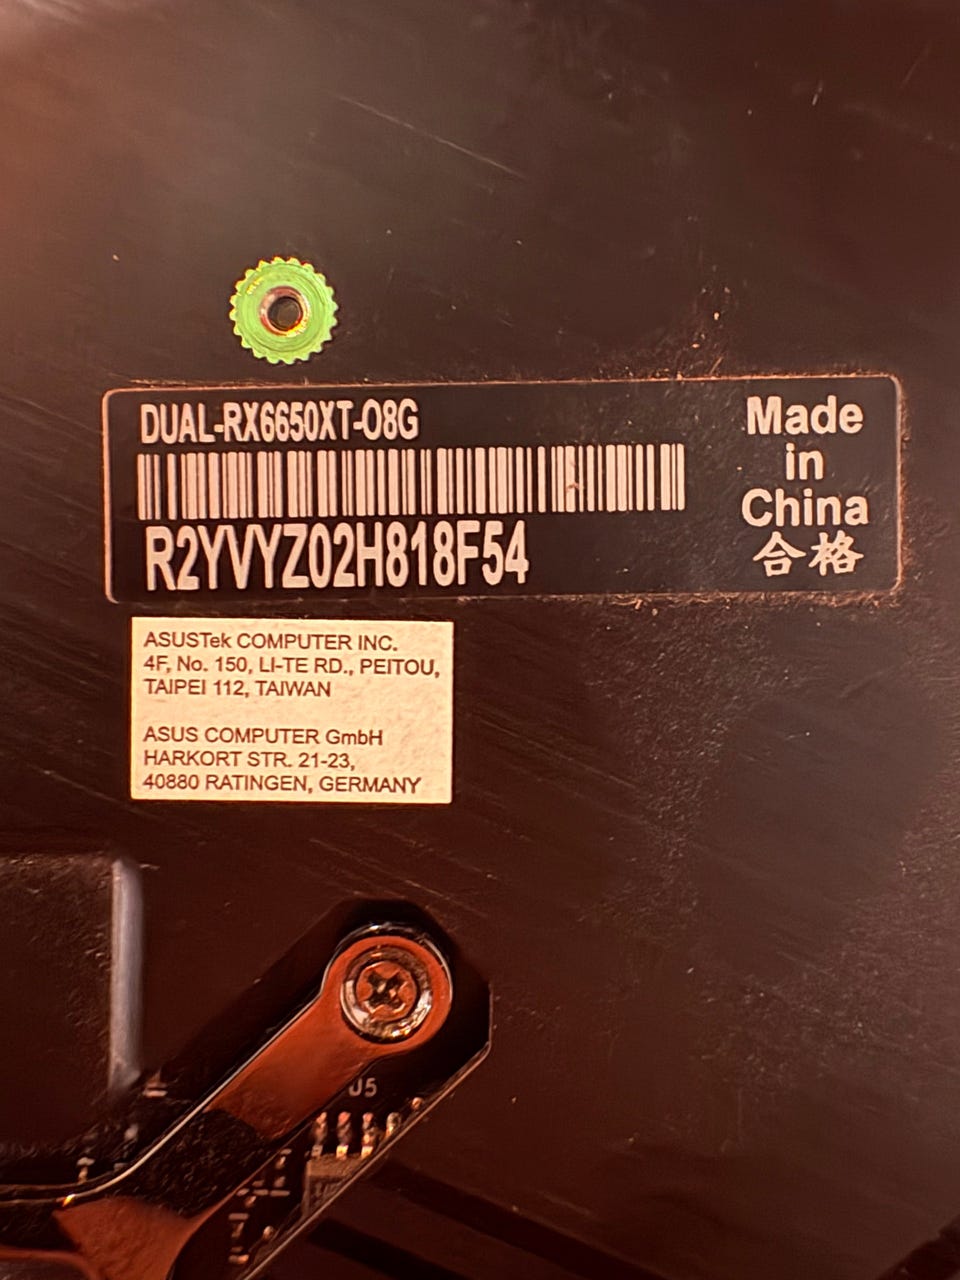 DUAL-RX6650XT-O8G
R2YVYZ02H818F54
Made
in
China
合格
ASUSTek COMPUTER INC.
4F, No. 150, LI-TE RD., PEITOU,
TAIPEI 112, TAIWAN
ASUS COMPUTER GmbH
HARKORT STR. 21-23,
40880 RATINGEN, GERMANY
U5